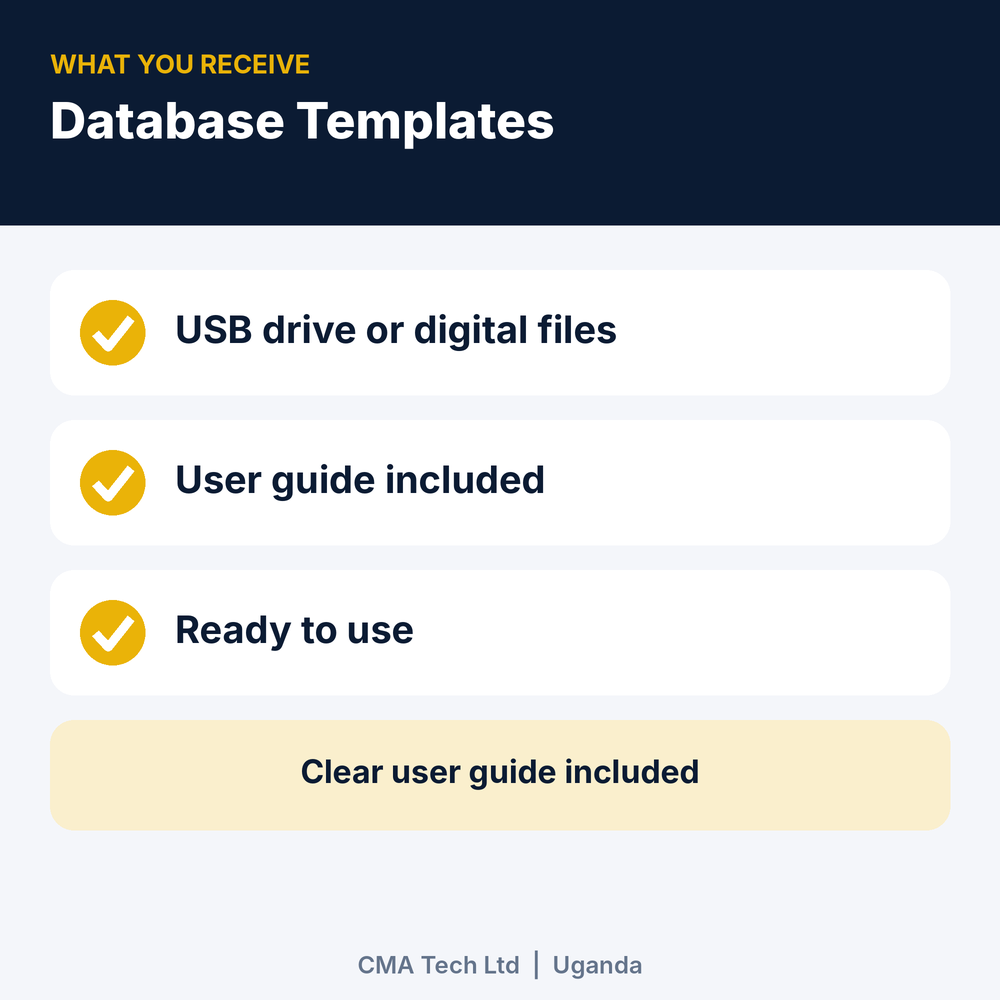 WHAT YOU RECEIVE
Database Templates
USB drive or digital files
User guide included
Ready to use
Clear user guide included
CMA Tech Ltd | Uganda